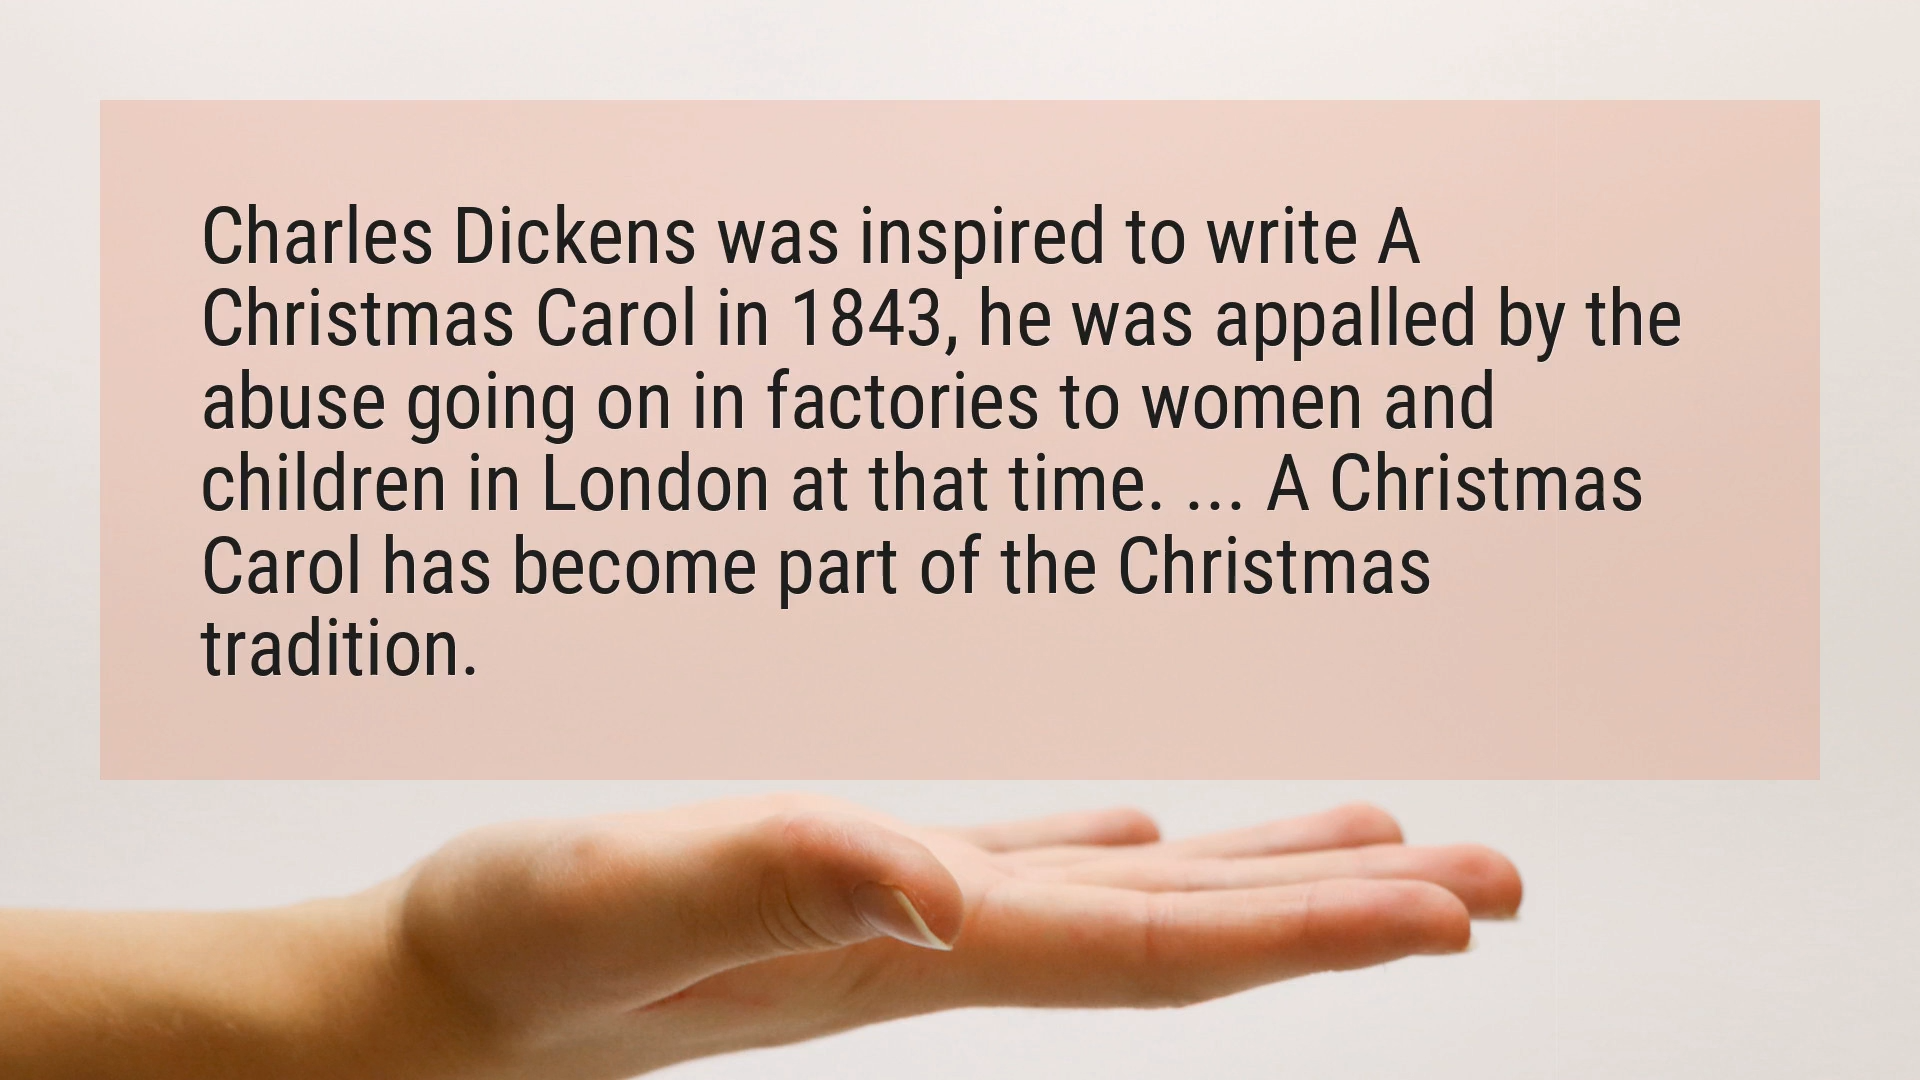 Charles Dickens was inspired to write A
Christmas Carol in 1843, he was appalled by the
abuse going on in factories to women and
children in London at that time. ... A Christmas
Carol has become part of the Christmas
tradition.